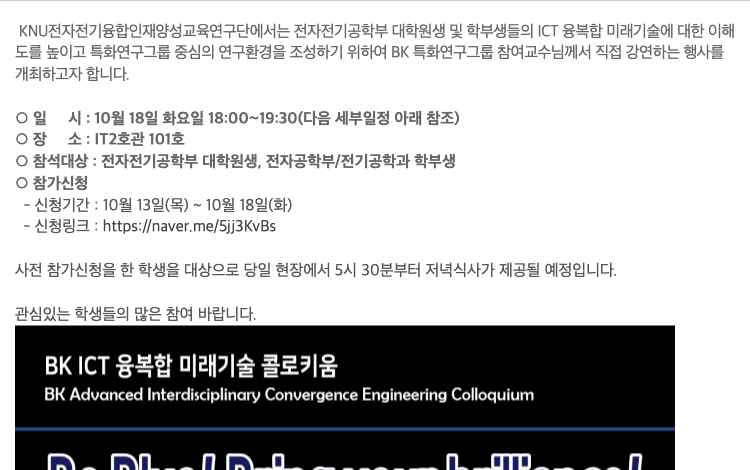 KNU전자전기융합인재양성교육연구단에서는 전자전기공학부 대학원생 및 학부생들의 ICT 융복합 미래기술에 대한 이해
도를 높이고 특화연구그룹 중심의 연구환경을 조성하기 위하여 BK 특화연구그룹 참여교수님께서 직접 강연하는 행사를
개최하고자 합니다.
○ 일 시 : 10월 18일 화요일 18:00~19:30(다음 세부일정 아래 참조)
○ 장 소 : IT2호관 101호
○ 참석대상 : 전자전기공학부 대학원생, 전자공학부/전기공학과 학부생
○ 참가신청
- 신청기간 : 10월 13일(목) ~ 10월 18일(화)
- 신청링크 : https://naver.me/5jj3KvBs
사전 참가신청을 한 학생을 대상으로 당일 현장에서 5시 30분부터 저녁식사가 제공될 예정입니다.
관심있는 학생들의 많은 참여 바랍니다.
BK ICT 융복합 미래기술 콜로키움
BK Advanced Interdisciplinary Convergence Engineering Colloquium